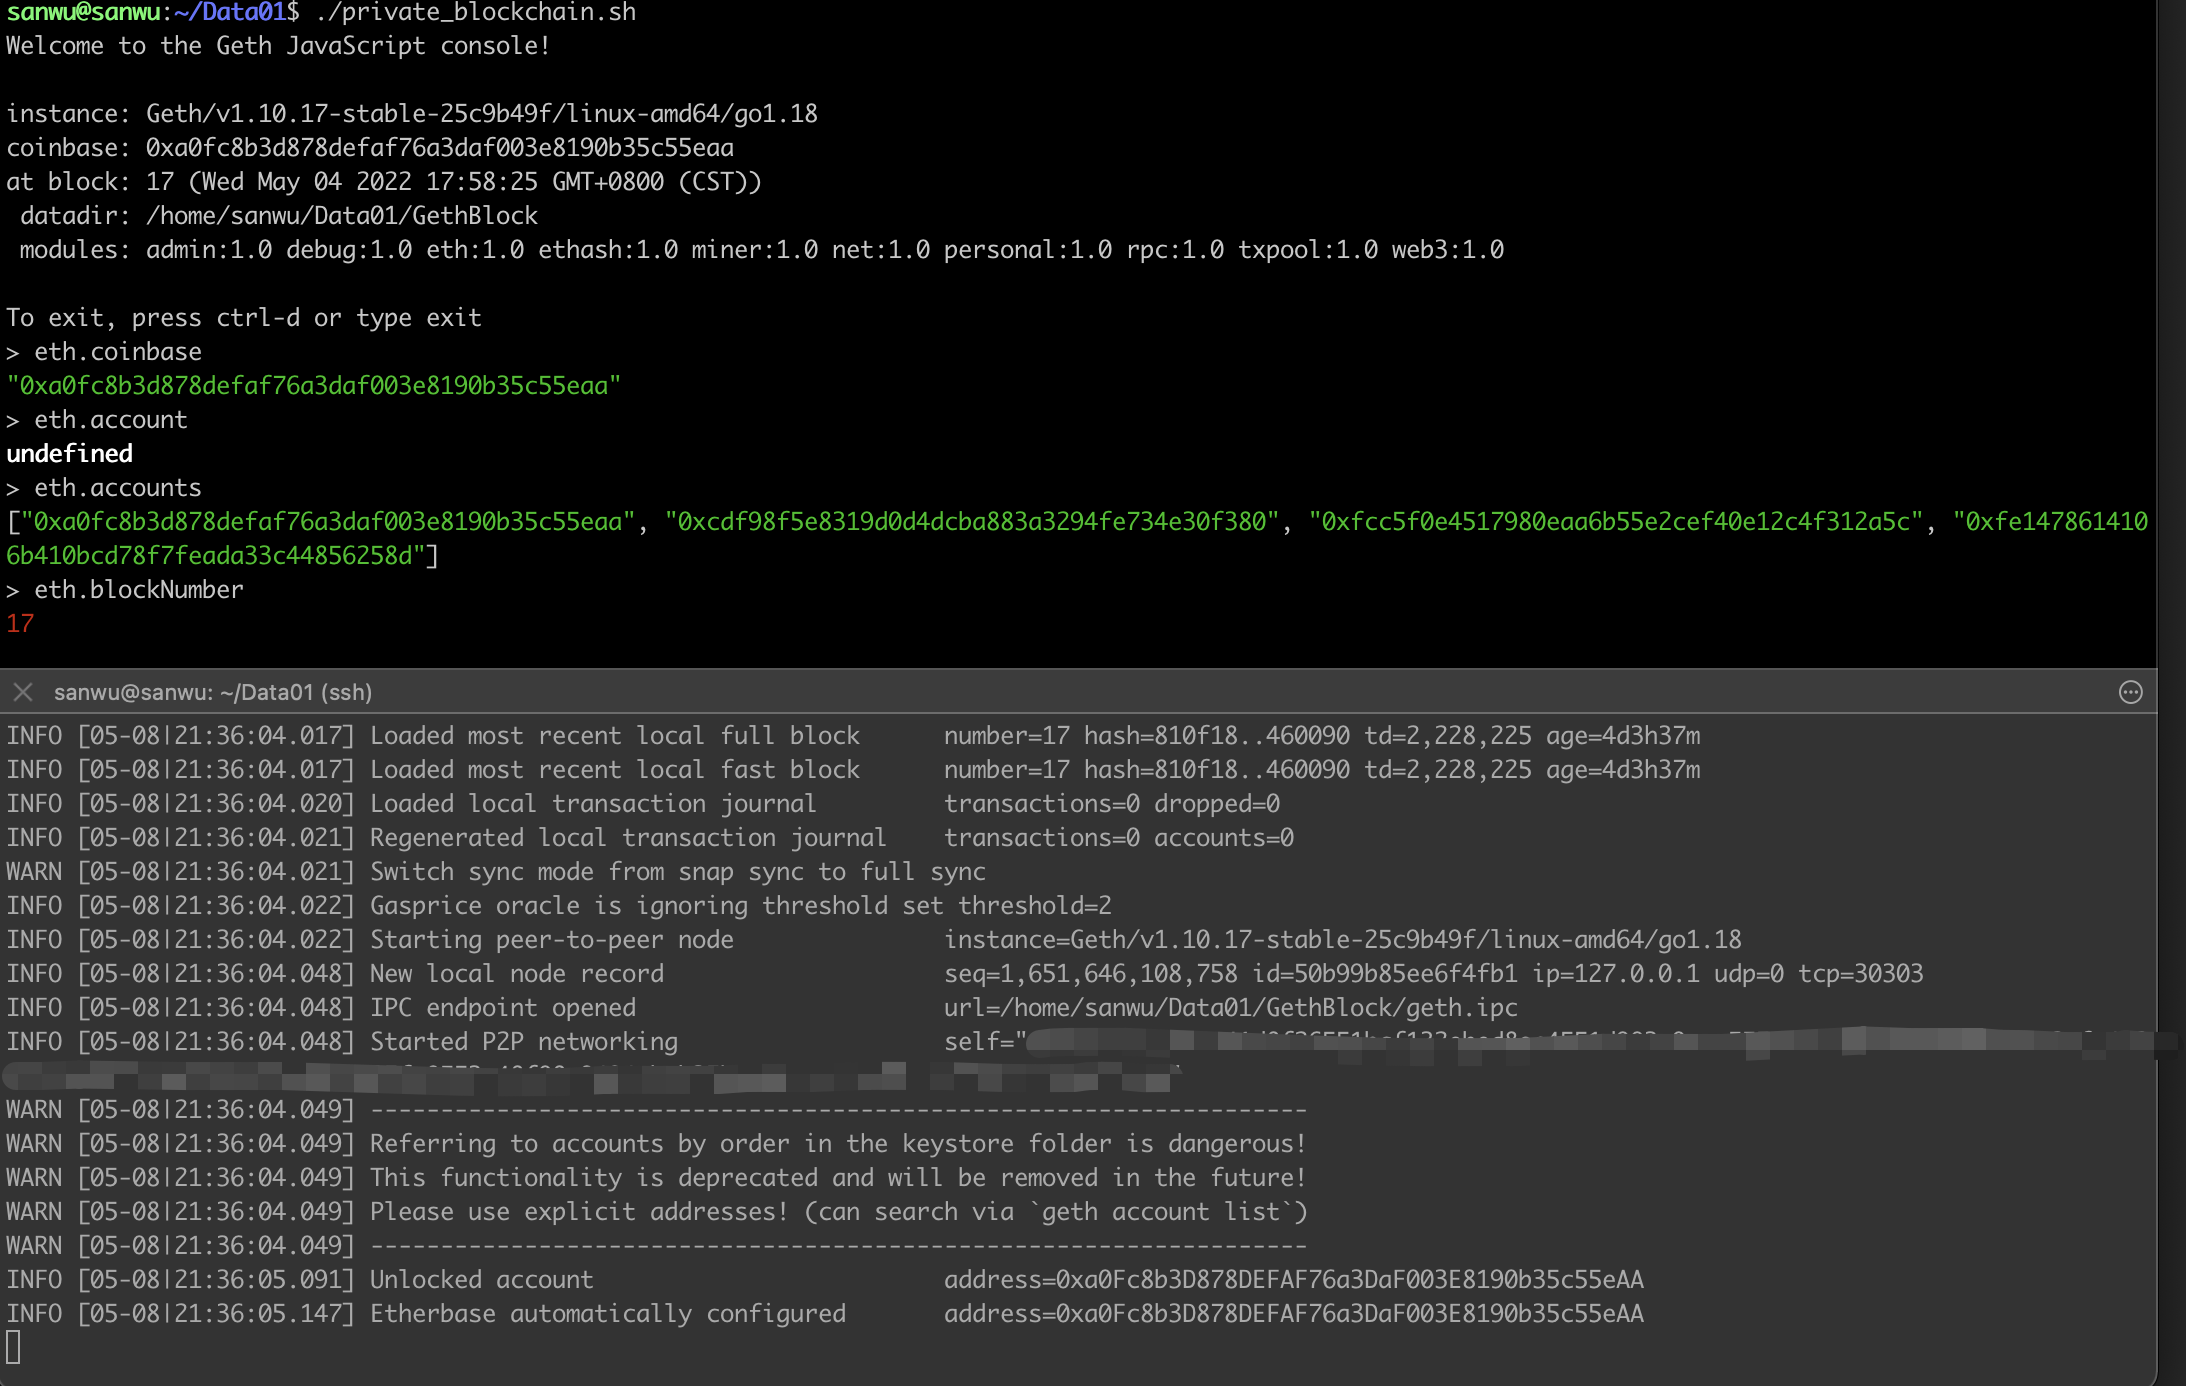 sanwu@sanwu:~/Data01$ ./private_blockchain.sh
Welcome to the Geth JavaScript console!
instance: Geth/v1.10.17-stable-25c9b49f/linux-amd64/go1.18
coinbase: 0xa0fc8b3d878defaf76a3daf003e8190b35c55eaa
at block: 17 (Wed May 04 2022 17:58:25 GMT+0800 (CST))
 datadir: /home/sanwu/Data01/GethBlock
 modules: admin:1.0 debug:1.0 eth:1.0 ethash:1.0 miner:1.0 net:1.0 personal:1.0 rpc:1.0 txpool:1.0 web3:1.0
To exit, press ctrl-d or type exit
> eth.coinbase
"0xa0fc8b3d878defaf76a3daf003e8190b35c55eaa"
> eth.account
undefined
> eth.accounts
["0xa0fc8b3d878defaf76a3daf003e8190b35c55eaa", "0xcdf98f5e8319d0d4dcba883a3294fe734e30f380", "0xfcc5f0e4517980eaa6b55e2cef40e12c4f312a5c", "0xfe147861410
6b410bcd78f7feada33c44856258d"]
> eth.blockNumber
17
sanwu@sanwu: ~/Data01 (ssh)
INFO [05-08|21:36:04.017] Loaded most recent local full block      number=17 hash=810f18..460090 td=2,228,225 age=4d3h37m
INFO [05-08|21:36:04.017] Loaded most recent local fast block      number=17 hash=810f18..460090 td=2,228,225 age=4d3h37m
INFO [05-08|21:36:04.020] Loaded local transaction journal         transactions=0 dropped=0
INFO [05-08|21:36:04.021] Regenerated local transaction journal    transactions=0 accounts=0
WARN [05-08|21:36:04.021] Switch sync mode from snap sync to full sync
INFO [05-08|21:36:04.022] Gasprice oracle is ignoring threshold set threshold=2
INFO [05-08|21:36:04.022] Starting peer-to-peer node               instance=Geth/v1.10.17-stable-25c9b49f/linux-amd64/go1.18
INFO [05-08|21:36:04.048] New local node record                    seq=1,651,646,108,758 id=50b99b85ee6f4fb1 ip=127.0.0.1 udp=0 tcp=30303
INFO [05-08|21:36:04.048] IPC endpoint opened                      url=/home/sanwu/Data01/GethBlock/geth.ipc
INFO [05-08|21:36:04.048] Started P2P networking                   self="
WARN [05-08|21:36:04.049] -------------------------------------------------------------------
WARN [05-08|21:36:04.049] Referring to accounts by order in the keystore folder is dangerous!
WARN [05-08|21:36:04.049] This functionality is deprecated and will be removed in the future!
WARN [05-08|21:36:04.049] Please use explicit addresses! (can search via `geth account list`)
WARN [05-08|21:36:04.049] -------------------------------------------------------------------
INFO [05-08|21:36:05.091] Unlocked account                         address=0xa0Fc8b3D878DEFAF76a3DaF003E8190b35c55eAA
INFO [05-08|21:36:05.147] Etherbase automatically configured       address=0xa0Fc8b3D878DEFAF76a3DaF003E8190b35c55eAA